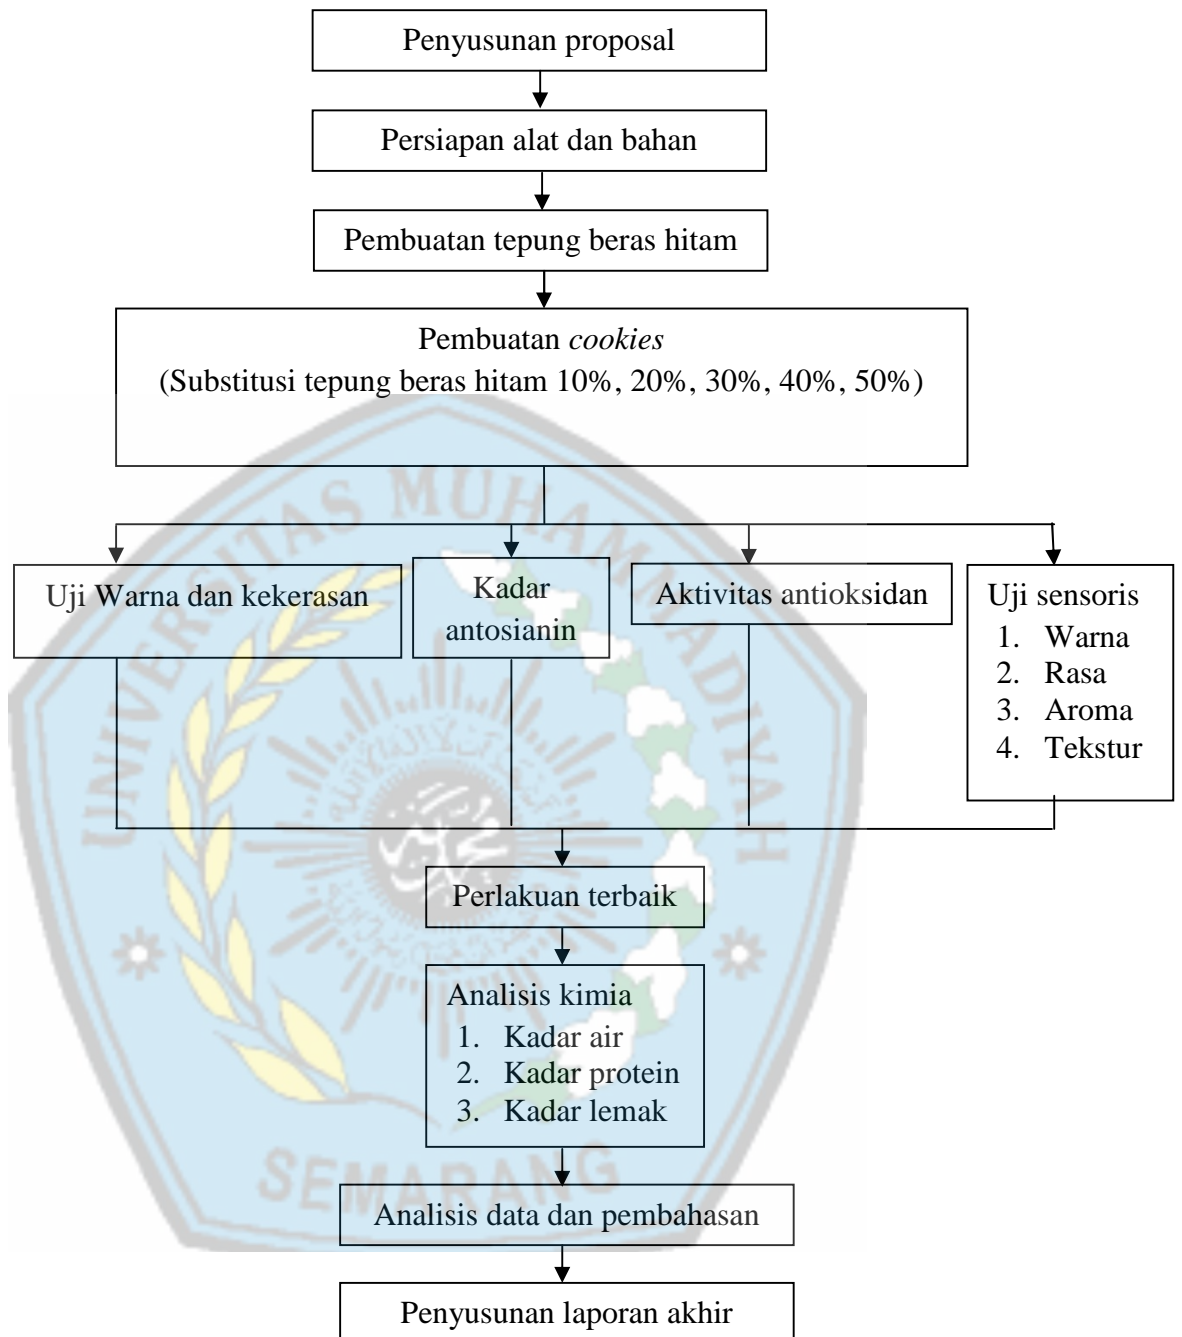 Penyusunan proposal
Persiapan alat dan bahan
Pembuatan tepung beras hitam
Pembuatan cookies
(Substitusi tepung beras hitam 10%, 20%, 30%, 40%, 50%)
Uji Warna dan kekerasan
Kadar
antosianin
Aktivitas antioksidan
Uji sensoris
1. Warna
2. Rasa
3. Aroma
4. Tekstur
Perlakuan terbaik
Analisis kimia
1. Kadar air
2. Kadar protein
3. Kadar lemak
Analisis data dan pembahasan
Penyusunan laporan akhir
UNIVERSITAS MUHAMMADIYAH
SEMARANG